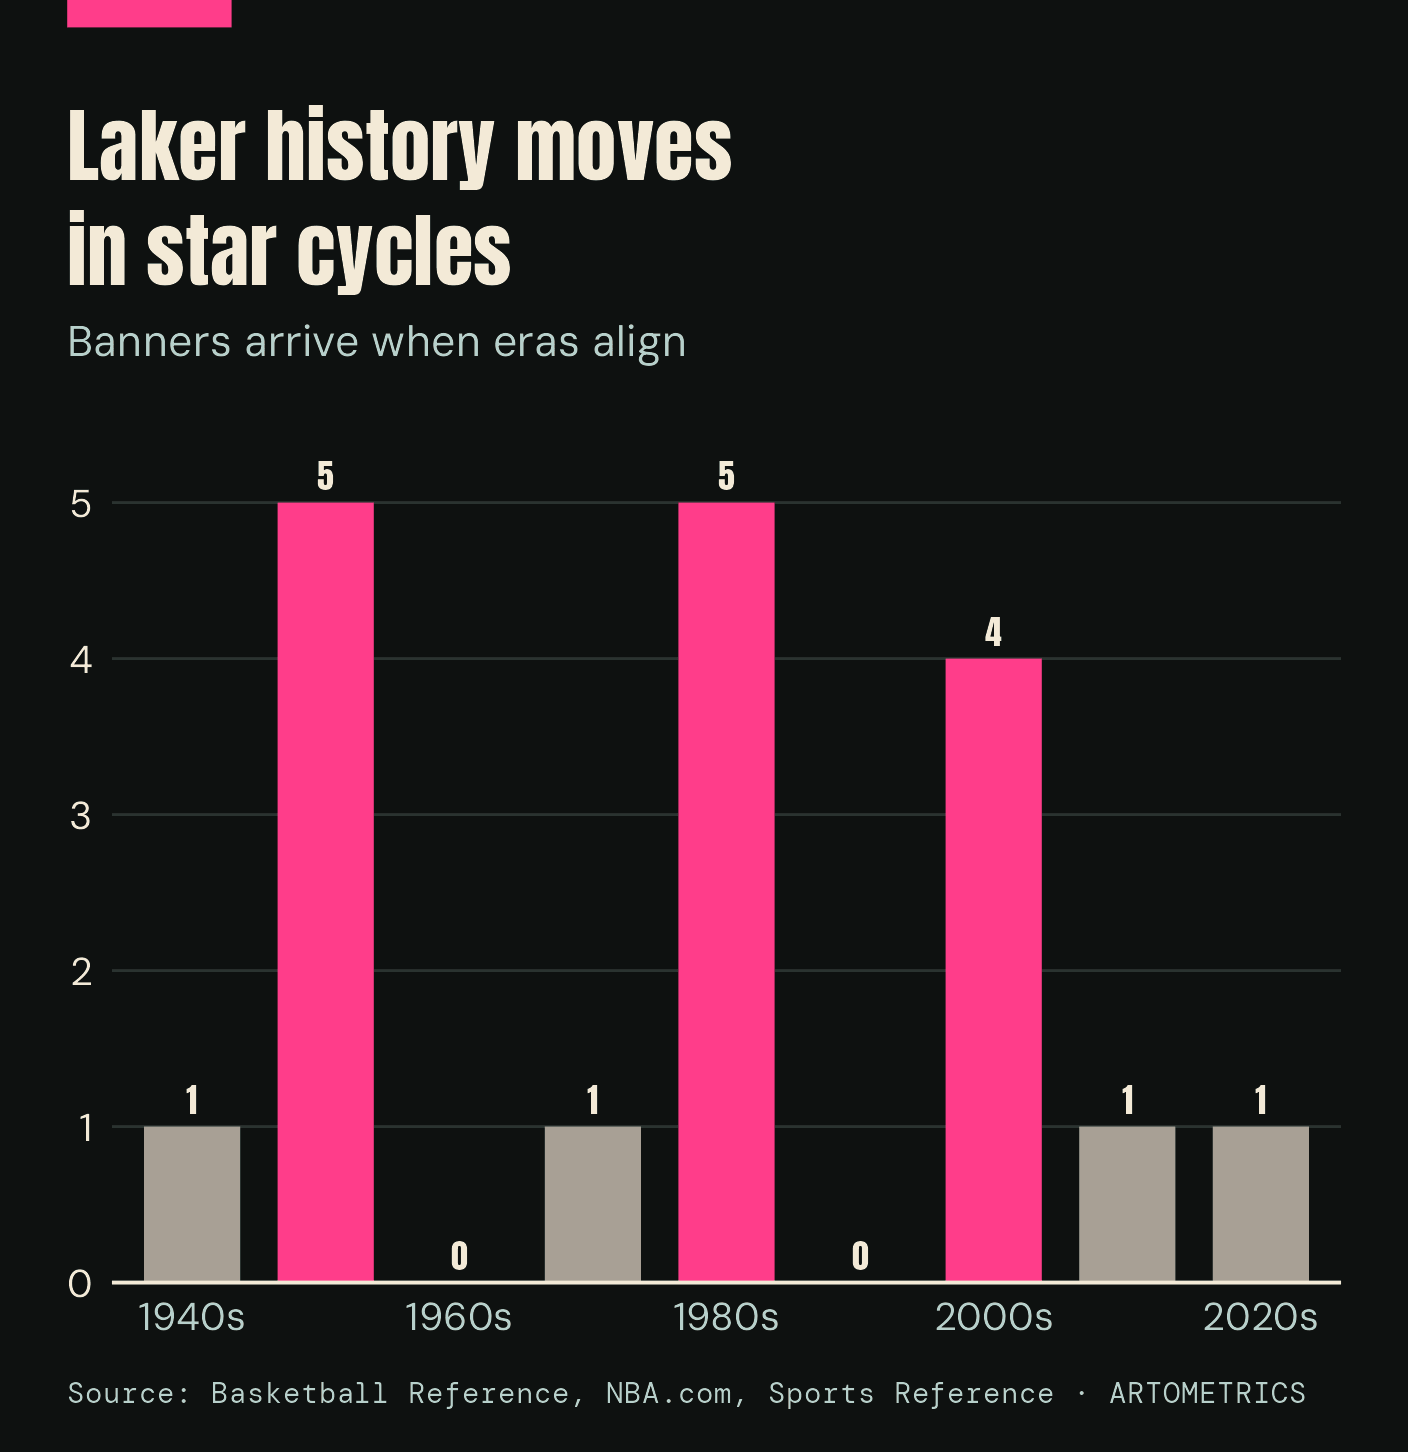 Laker history moves
in star cycles
Banners arrive when eras align
5
5
5
4
4
3
2
1
1
1
1
1
0
0
0
1940s
1960s
1980s
2000s
2020s
Source: Basketball Reference, NBA.com, Sports Reference · ARTOMETRICS